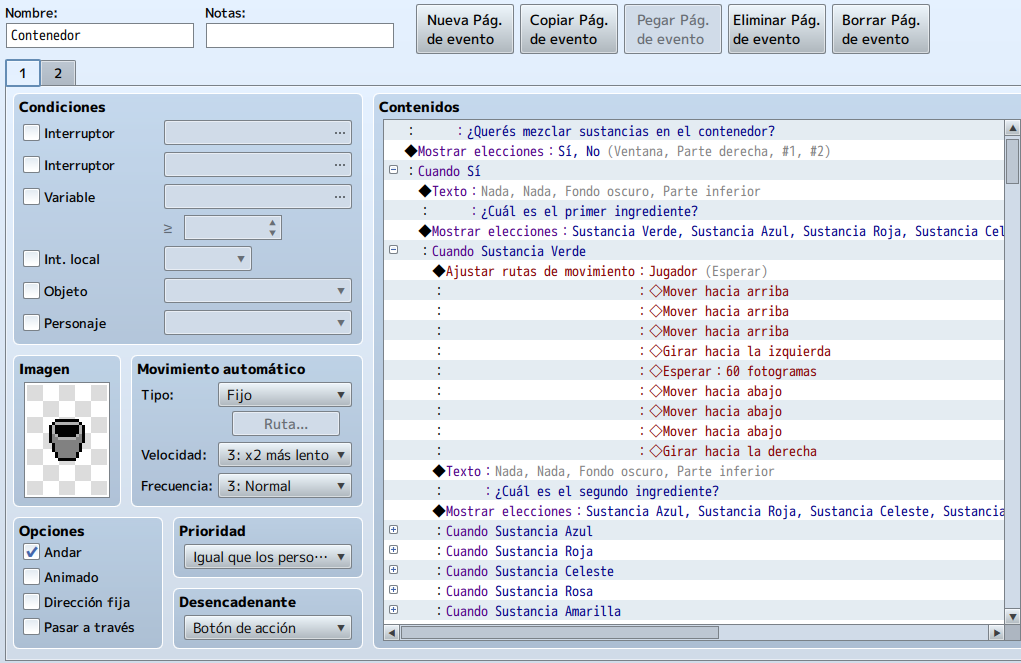 Nombre:
Notas:
Contenedor
Nueva Pág. de evento
Copiar Pág. de evento
Pegar Pág. de evento
Eliminar Pág. de evento
Borrar Pág. de evento
1
2
Condiciones
Interruptor ...
Interruptor ...
Variable ...
≥
Int. local
Objeto
Personaje
Imagen
Movimiento automático
Tipo: Fijo
Ruta...
Velocidad: 3: x2 más lento
Frecuencia: 3: Normal
Opciones
Andar
Animado
Dirección fija
Pasar a través
Prioridad
Igual que los perso...
Desencadenante
Botón de acción
Contenidos
: : ¿Querés mezclar sustancias en el contenedor?
◆Mostrar elecciones : Sí, No (Ventana, Parte derecha, #1, #2)
: Cuando Sí
◆Texto : Nada, Nada, Fondo oscuro, Parte inferior
: : ¿Cuál es el primer ingrediente?
◆Mostrar elecciones : Sustancia Verde, Sustancia Azul, Sustancia Roja, Sustancia Cel
: Cuando Sustancia Verde
◆Ajustar rutas de movimiento : Jugador (Esperar)
: : ◇Mover hacia arriba
: : ◇Mover hacia arriba
: : ◇Mover hacia arriba
: : ◇Girar hacia la izquierda
: : ◇Esperar : 60 fotogramas
: : ◇Mover hacia abajo
: : ◇Mover hacia abajo
: : ◇Mover hacia abajo
: : ◇Girar hacia la derecha
◆Texto : Nada, Nada, Fondo oscuro, Parte inferior
: : ¿Cuál es el segundo ingrediente?
◆Mostrar elecciones : Sustancia Azul, Sustancia Roja, Sustancia Celeste, Sustancia
: Cuando Sustancia Azul
: Cuando Sustancia Roja
: Cuando Sustancia Celeste
: Cuando Sustancia Rosa
: Cuando Sustancia Amarilla